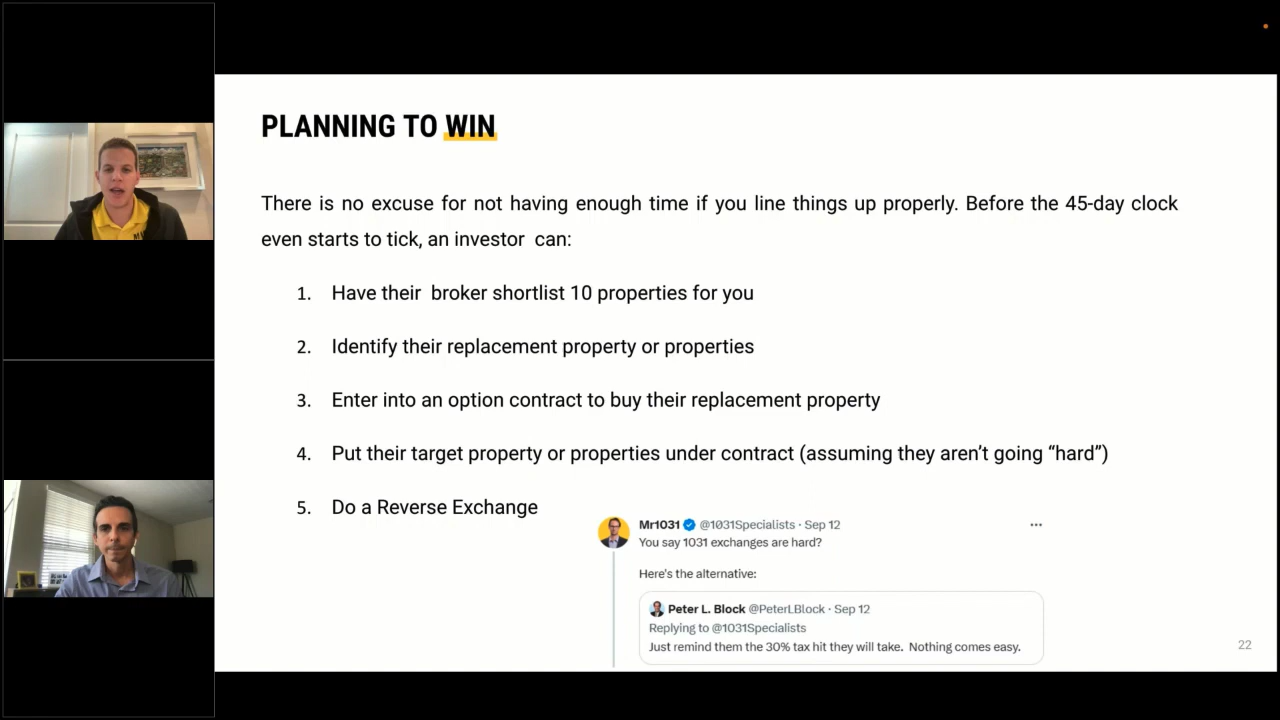 PLANNING TO WIN
There is no excuse for not having enough time if you line things up properly. Before the 45-day clock
even starts to tick, an investor can:
1. Have their broker shortlist 10 properties for you
2. Identify their replacement property or properties
3. Enter into an option contract to buy their replacement property
4. Put their target property or properties under contract (assuming they aren’t going “hard”)
5. Do a Reverse Exchange
Mr1031 @1031Specialists · Sep 12
You say 1031 exchanges are hard?
Here's the alternative:
Peter L. Block @PeterLBlock · Sep 12
Replying to @1031Specialists
Just remind them the 30% tax hit they will take. Nothing comes easy.
22